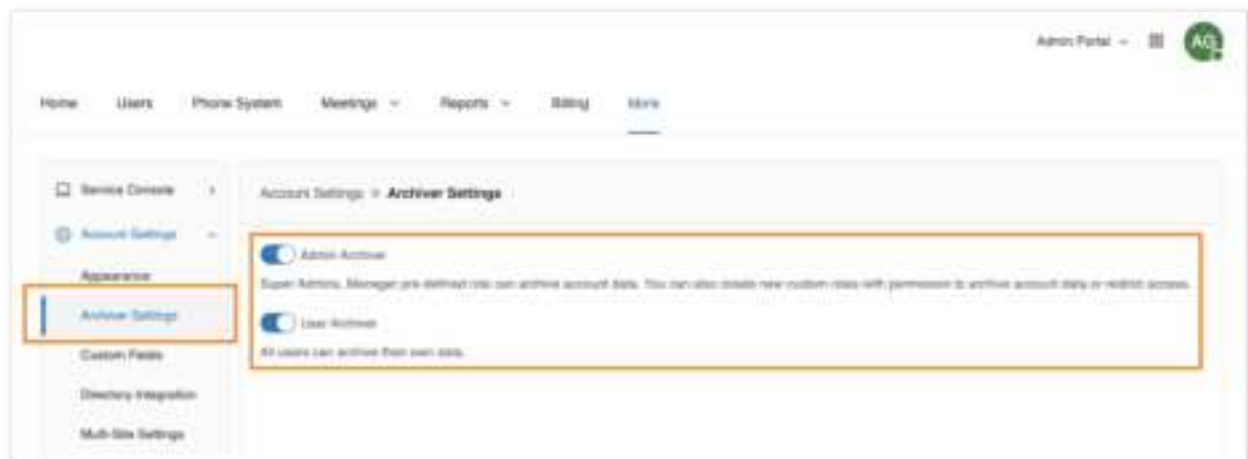 Admin Portal
AG
Home Users Phone System Meetings Reports Billing More
Service Console
Account Settings > Archiver Settings
Account Settings
Admin Archiver
Appearance
Super Admins, Manager pre-defined role can archive account data. You can also create new custom roles with permission to archive account data or restrict access.
Archiver Settings
User Archiver
All users can archive their own data.
Custom Fields
Directory Integration
Multi-Site Settings